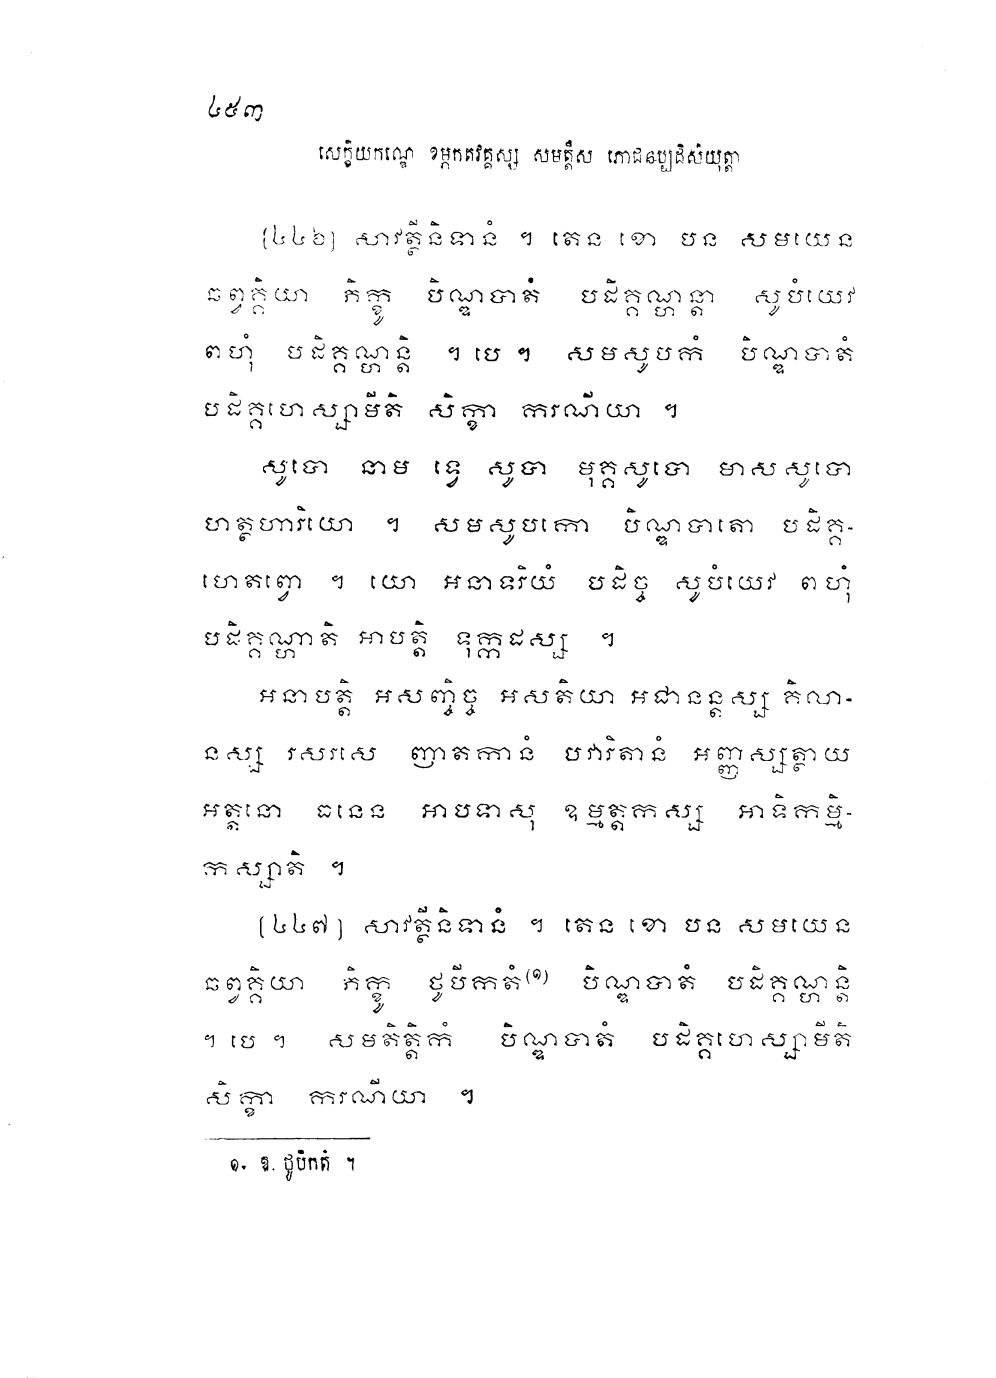 ៤៥៣
សេក្ខិយកណ្ឌេ ខម្ភកតវគ្គស្ស សមត្តឹស ភោជនប្បដិសំយុត្តា
[៤៤៦] សាវត្ថីនិទានំ ។ តេន ខោ បន សមយេន
ឆព្វគ្គិយា ភិក្ខូ បិណ្ឌបាតំ បដិគ្គណ្ហន្តា សូបំយេវ
ពហុំ បដិគ្គណ្ហន្តិ ។ បេ ។ សមសូបកំ បិណ្ឌបាតំ
បដិគ្គហេស្សាមីតិ សិក្ខា ករណីយា ។
សូបោ នាម ទ្វេ សូបា មុគ្គសូបោ មាសសូបោ
ហត្ថហារិយោ ។ សមសូបកោ បិណ្ឌបាតោ បដិគ្គ-
ហេតព្វោ ។ យោ អនាទរិយំ បដិច្ច សូបំយេវ ពហុំ
បដិគ្គណ្ហាតិ អាបត្តិ ទុក្កដស្ស ។
អនាបត្តិ អសញ្ចិច្ច អសតិយា អជានន្តស្ស គិលា-
នស្ស រសរសេ ញាតកានំ បវារិតានំ អញ្ញស្សត្ថាយ
អត្តនោ ធនេន អាបទាសុ ឧម្មត្តកស្ស អាទិកម្មិ-
កស្សាតិ ។
[៤៤៧] សាវត្ថីនិទានំ ។ តេន ខោ បន សមយេន
ឆព្វគ្គិយា ភិក្ខូ ថូបីកតំ(១) បិណ្ឌបាតំ បដិគ្គណ្ហន្តិ
។ បេ ។ សមតិត្តិកំ បិណ្ឌបាតំ បដិគ្គហេស្សាមីតិ
សិក្ខា ករណីយា ។
១. ឧ. ថូបិកតំ ។